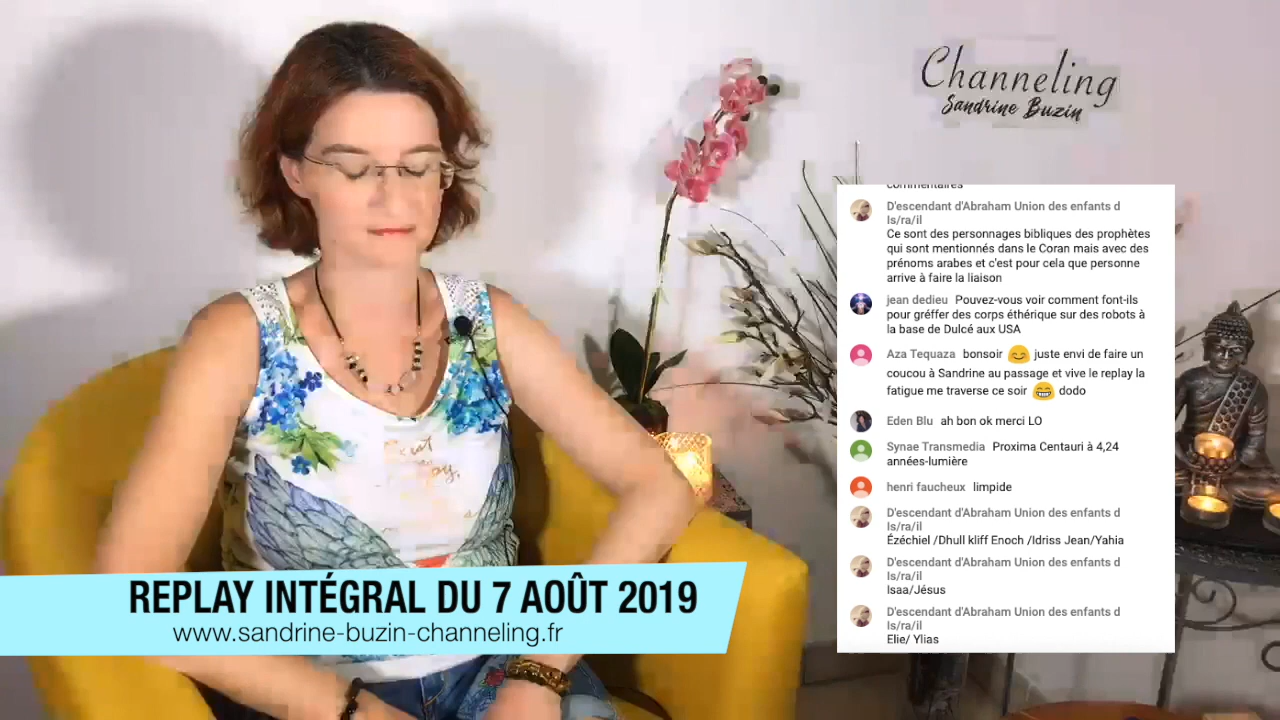 Channeling
Sandrine Buzin
commentaires
D'escendant d'Abraham Union des enfants d
Is/ra/il
Ce sont des personnages bibliques des prophètes
qui sont mentionnés dans le Coran mais avec des
prénoms arabes et c'est pour cela que personne
arrive à faire la liaison
jean dedieu Pouvez-vous voir comment font-ils
pour gréffer des corps éthérique sur des robots à
la base de Dulcé aux USA
Aza Tequaza bonsoir 😊 juste envi de faire un
coucou à Sandrine au passage et vive le replay la
fatigue me traverse ce soir 😁 dodo
Eden Blu ah bon ok merci LO
Synae Transmedia Proxima Centauri à 4,24
années-lumière
henri faucheux limpide
D'escendant d'Abraham Union des enfants d
Is/ra/il
Ézéchiel /Dhull kliff Enoch /Idriss Jean/Yahia
D'escendant d'Abraham Union des enfants d
Is/ra/il
Isaa/Jésus
D'escendant d'Abraham Union des enfants d
Is/ra/il
Elie/ Ylias
REPLAY INTÉGRAL DU 7 AOÛT 2019
www.sandrine-buzin-channeling.fr